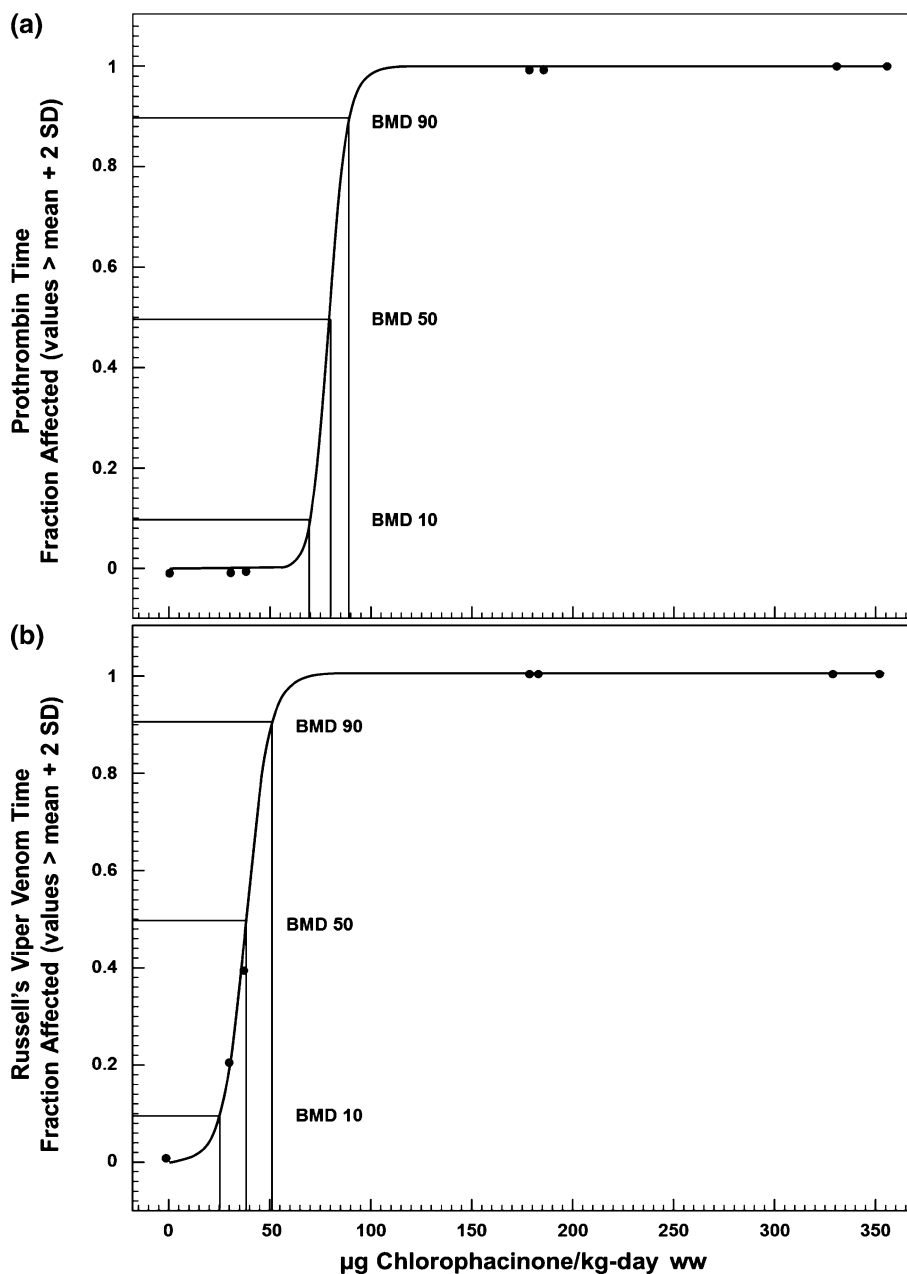 (a)
Prothrombin Time
Fraction Affected (values > mean + 2 SD)
1
0.8
0.6
0.4
0.2
0
BMD 90
BMD 50
BMD 10
(b)
Russell's Viper Venom Time
Fraction Affected (values > mean + 2 SD)
1
0.8
0.6
0.4
0.2
0
BMD 90
BMD 50
BMD 10
0 50 100 150 200 250 300 350
µg Chlorophacinone/kg-day ww